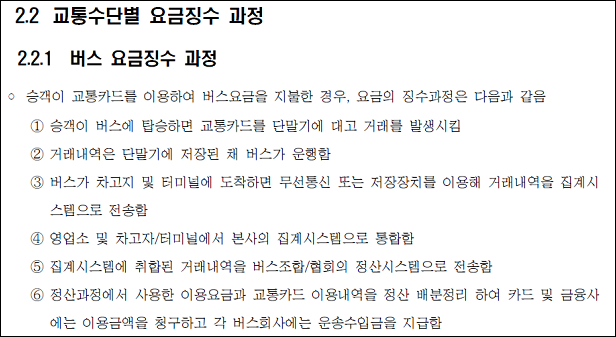 2.2 교통수단별 요금징수 과정
2.2.1 버스 요금징수 과정
○ 승객이 교통카드를 이용하여 버스요금을 지불한 경우, 요금의 징수과정은 다음과 같음
① 승객이 버스에 탑승하면 교통카드를 단말기에 대고 거래를 발생시킴
② 거래내역은 단말기에 저장된 채 버스가 운행함
③ 버스가 차고지 및 터미널에 도착하면 무선통신 또는 저장장치를 이용해 거래내역을 집계시
스템으로 전송함
④ 영업소 및 차고지/터미널에서 본사의 집계시스템으로 통합함
⑤ 집계시스템에 취합된 거래내역을 버스조합/협회의 정산시스템으로 전송함
⑥ 정산과정에서 사용한 이용요금과 교통카드 이용내역을 정산 배분정리 하여 카드 및 금융사
에는 이용금액을 청구하고 각 버스회사에는 운송수입금을 지급함